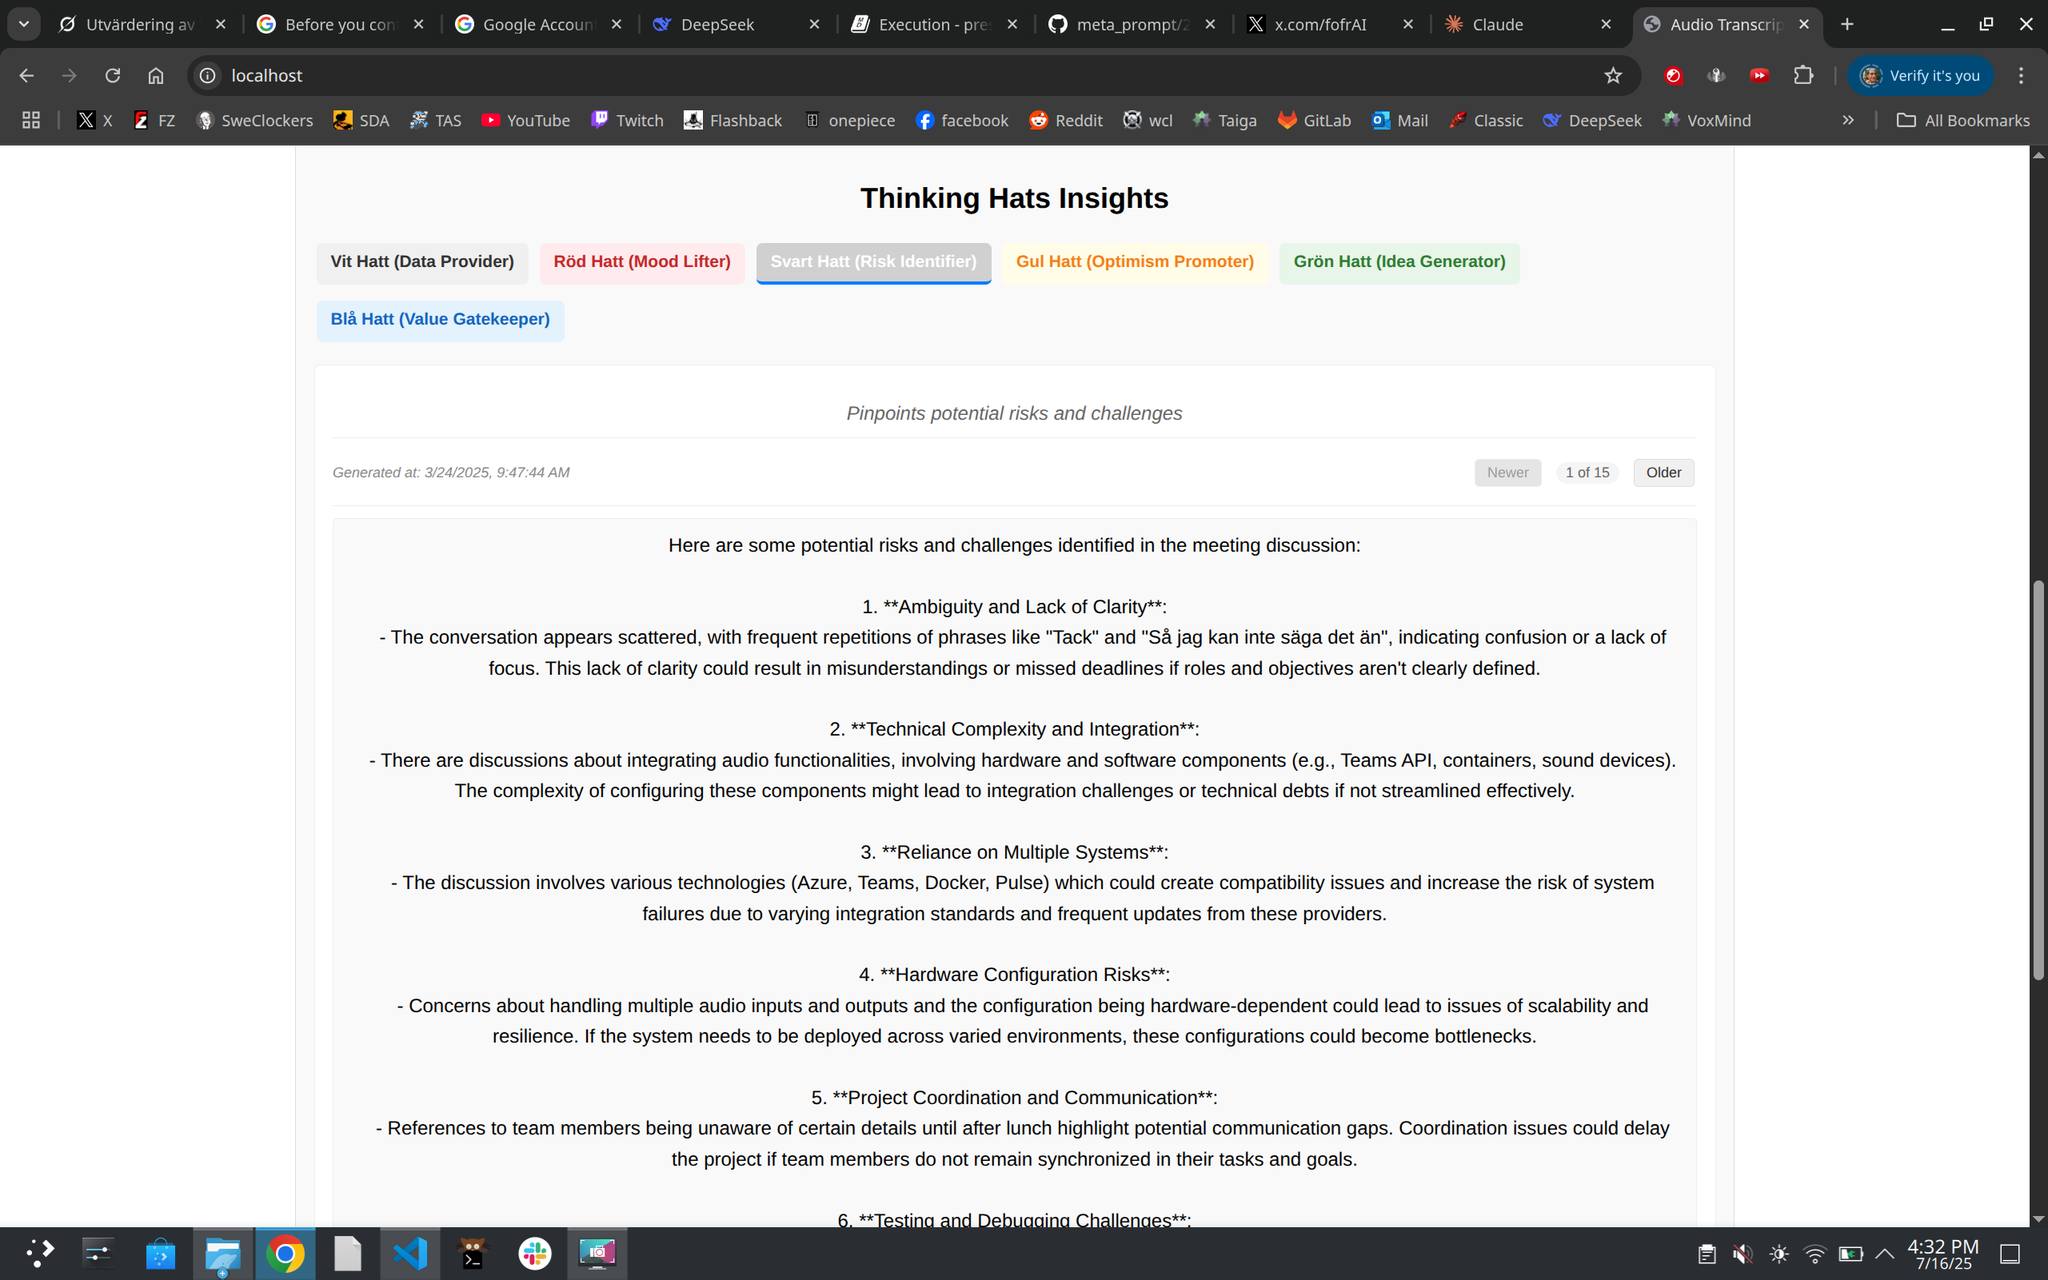 Utvärdering av
Before you con
Google Accoun
DeepSeek
Execution - pres
meta_prompt/2
x.com/fofrAI
Claude
Audio Transcrip
localhost
Verify it's you
X
FZ
SweClockers
SDA
TAS
YouTube
Twitch
Flashback
onepiece
facebook
Reddit
wcl
Taiga
GitLab
Mail
Classic
DeepSeek
VoxMind
All Bookmarks
Thinking Hats Insights
Vit Hatt (Data Provider)
Röd Hatt (Mood Lifter)
Svart Hatt (Risk Identifier)
Gul Hatt (Optimism Promoter)
Grön Hatt (Idea Generator)
Blå Hatt (Value Gatekeeper)
Pinpoints potential risks and challenges
Generated at: 3/24/2025, 9:47:44 AM
Newer
1 of 15
Older
Here are some potential risks and challenges identified in the meeting discussion:
1. **Ambiguity and Lack of Clarity**:
- The conversation appears scattered, with frequent repetitions of phrases like "Tack" and "Så jag kan inte säga det än", indicating confusion or a lack of
focus. This lack of clarity could result in misunderstandings or missed deadlines if roles and objectives aren't clearly defined.
2. **Technical Complexity and Integration**:
- There are discussions about integrating audio functionalities, involving hardware and software components (e.g., Teams API, containers, sound devices).
The complexity of configuring these components might lead to integration challenges or technical debts if not streamlined effectively.
3. **Reliance on Multiple Systems**:
- The discussion involves various technologies (Azure, Teams, Docker, Pulse) which could create compatibility issues and increase the risk of system
failures due to varying integration standards and frequent updates from these providers.
4. **Hardware Configuration Risks**:
- Concerns about handling multiple audio inputs and outputs and the configuration being hardware-dependent could lead to issues of scalability and
resilience. If the system needs to be deployed across varied environments, these configurations could become bottlenecks.
5. **Project Coordination and Communication**:
- References to team members being unaware of certain details until after lunch highlight potential communication gaps. Coordination issues could delay
the project if team members do not remain synchronized in their tasks and goals.
6. **Testing and Debugging Challenges**:
4:32 PM
7/16/25